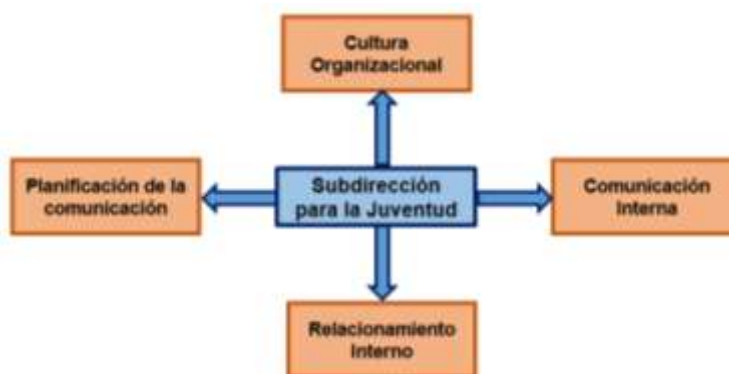 Cultura
Organizacional
Planificación de la
comunicación
Subdirección
para la Juventud
Comunicación
Interna
Relacionamiento
Interno